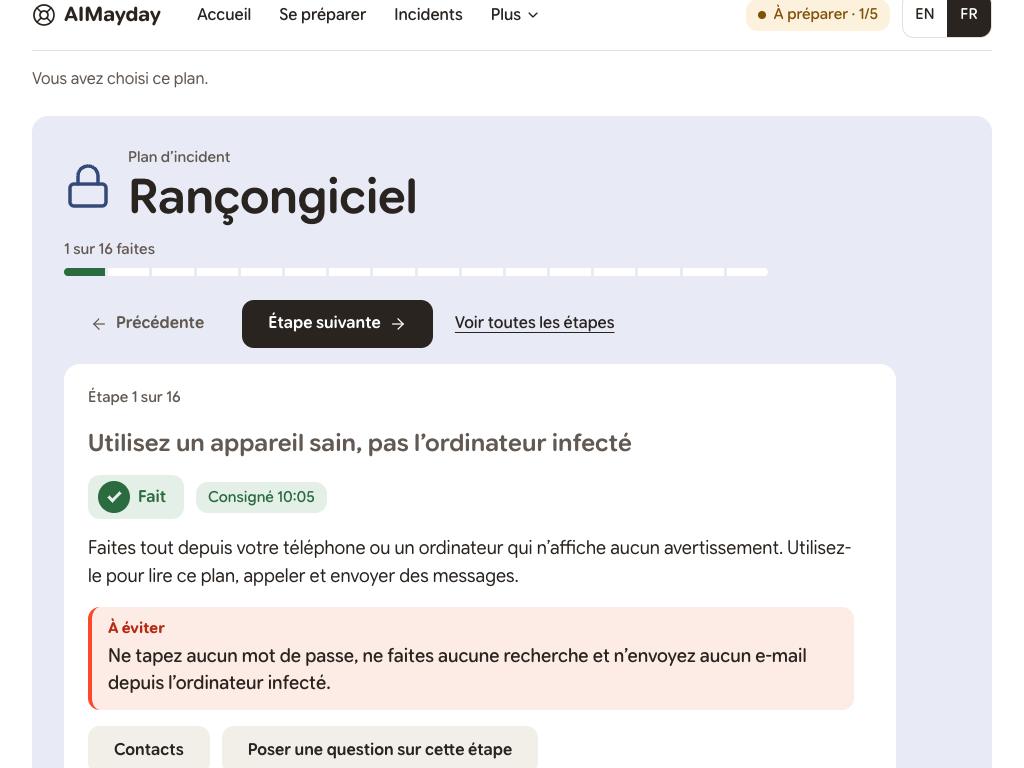 AIMayday
Accueil
Se préparer
Incidents
Plus
À préparer · 1/5
EN
FR
Vous avez choisi ce plan.
Plan d’incident
Rançongiciel
1 sur 16 faites
Précédente
Étape suivante
Voir toutes les étapes
Étape 1 sur 16
Utilisez un appareil sain, pas l’ordinateur infecté
Fait
Consigné 10:05
Faites tout depuis votre téléphone ou un ordinateur qui n’affiche aucun avertissement. Utilisez-
le pour lire ce plan, appeler et envoyer des messages.
À éviter
Ne tapez aucun mot de passe, ne faites aucune recherche et n’envoyez aucun e-mail
depuis l’ordinateur infecté.
Contacts
Poser une question sur cette étape